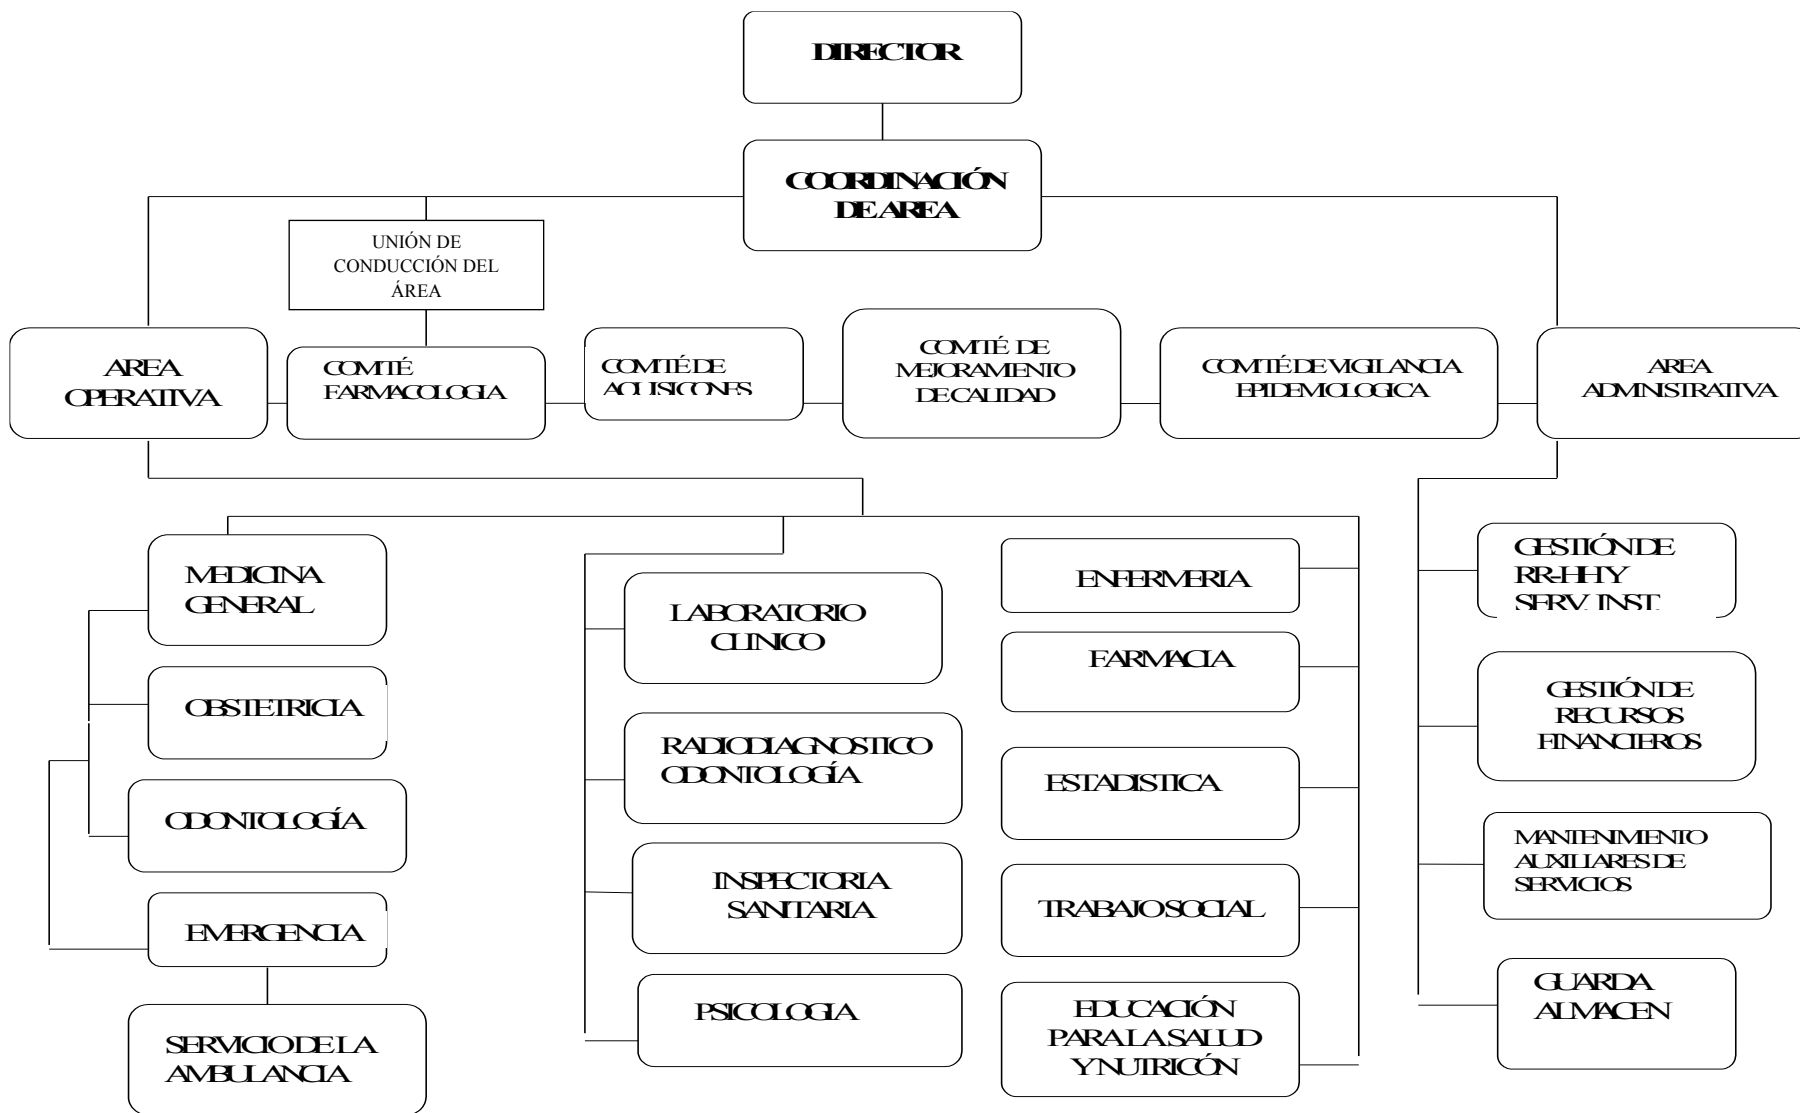 DIRECTOR
COORDINACIÓN
DE AREA
UNIÓN DE
CONDUCCIÓN DEL
ÁREA
AREA
OPERATIVA
COMITÉ
FARMACOLOGIA
COMITÉ DE
AQUISICONES
COMITÉ DE
MEJORAMIENTO
DE CALIDAD
COMITÉ DE VIGILANCIA
EPIDEMIOLOGICA
AREA
ADMINISTRATIVA
MEDICINA
GENERAL
OBSTETRICIA
ODONTOLOGÍA
EMERGENCIA
SERVICIO DE LA
AMBULANCIA
LABORATORIO
CLINICO
RADIODIAGNOSTICO
ODONTOLOGÍA
INSPECTORIA
SANITARIA
PSICOLOGIA
ENFERMERIA
FARMACIA
ESTADISTICA
TRABAJO SOCIAL
EDUCACIÓN
PARA LA SALUD
Y NUTRICÓN
GESTIÓN DE
RR-HH Y
SERV. INST.
GESTIÓN DE
RECURSOS
FINANCIEROS
MANTENIMIENTO
AUXILIARES DE
SERVICIOS
GUARDA
ALMACEN